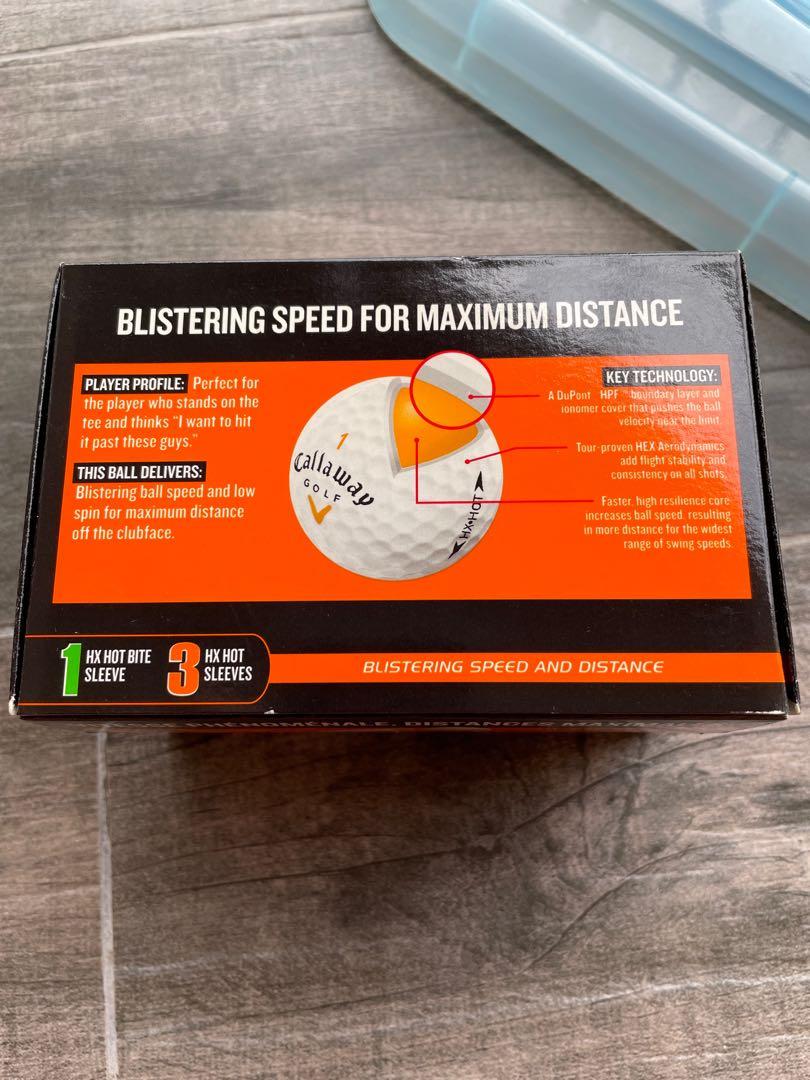 BLISTERING SPEED FOR MAXIMUM DISTANCE
PLAYER PROFILE: Perfect for
the player who stands on the
tee and thinks "I want to hit
it past these guys."
THIS BALL DELIVERS:
Blistering ball speed and low
spin for maximum distance
off the clubface.
1
Callaway
GOLF
HX•HOT
KEY TECHNOLOGY:
A DuPont HPF™ boundary layer and
ionomer cover that pushes the ball
velocity near the limit.
Tour-proven HEX Aerodynamics
add flight stability and
consistency on all shots.
Faster, high resilience core
increases ball speed, resulting
in more distance for the widest
range of swing speeds.
1 HX HOT BITE
SLEEVE
3 HX HOT
SLEEVES
BLISTERING SPEED AND DISTANCE